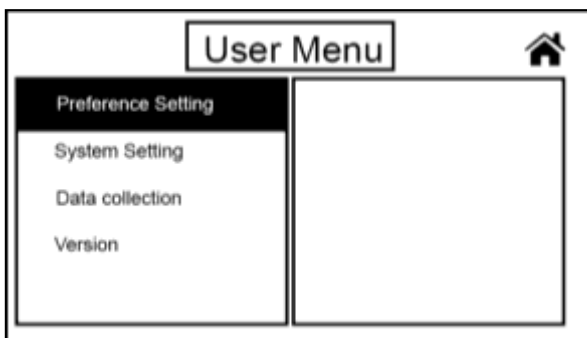 User Menu
Preference Setting
System Setting
Data collection
Version